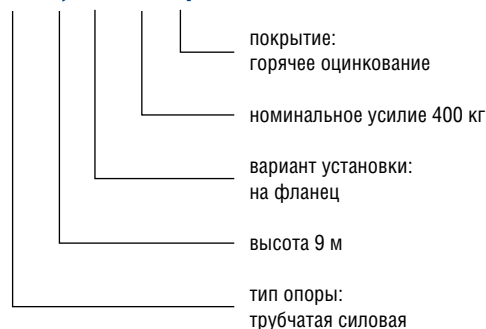 покрытие:
горячее оцинкование
номинальное усилие 400 кг
вариант установки:
на фланец
высота 9 м
тип опоры:
трубчатая силовая